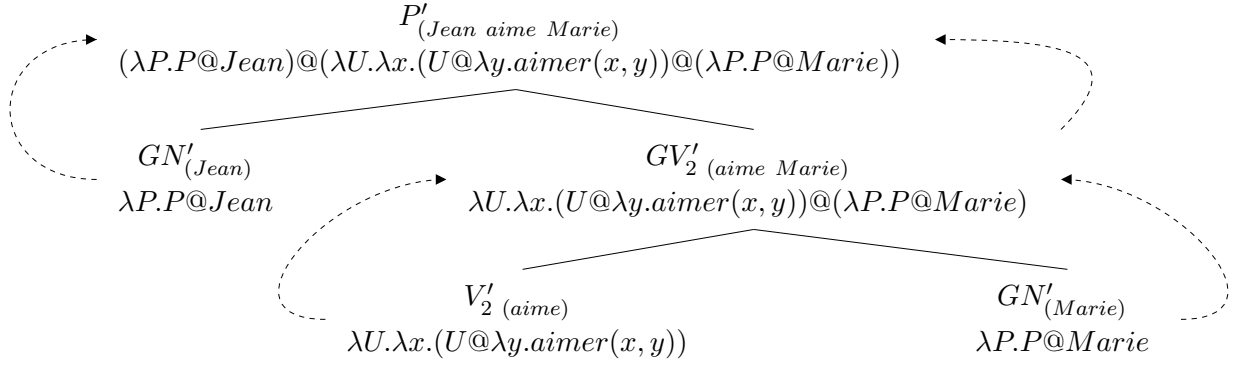 P′(Jean aime Marie)
(λP.P@Jean)@(λU.λx.(U@λy.aimer(x, y))@(λP.P@Marie))
GN′(Jean)
λP.P@Jean
GV′2 (aime Marie)
λU.λx.(U@λy.aimer(x, y))@(λP.P@Marie)
V′2 (aime)
λU.λx.(U@λy.aimer(x, y))
GN′(Marie)
λP.P@Marie